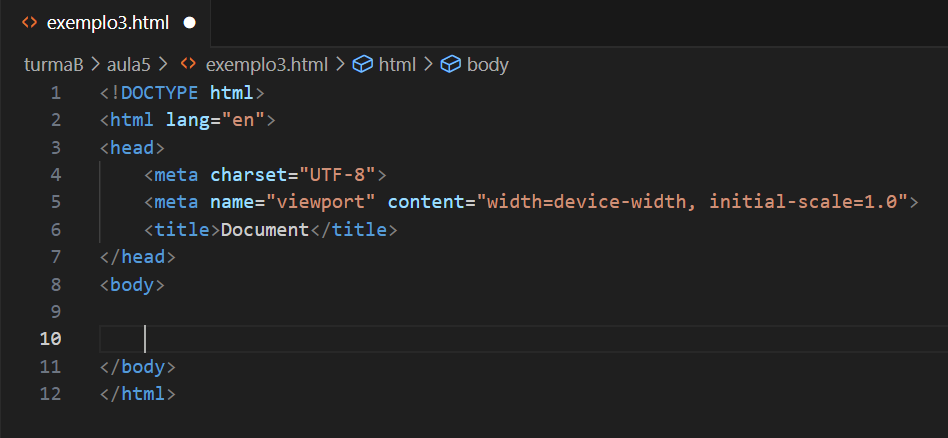 exemplo3.html
turmaB > aula5 > exemplo3.html > html > body
1 <!DOCTYPE html>
2 <html lang="en">
3 <head>
4     <meta charset="UTF-8">
5     <meta name="viewport" content="width=device-width, initial-scale=1.0">
6     <title>Document</title>
7 </head>
8 <body>
9
10
11 </body>
12 </html>